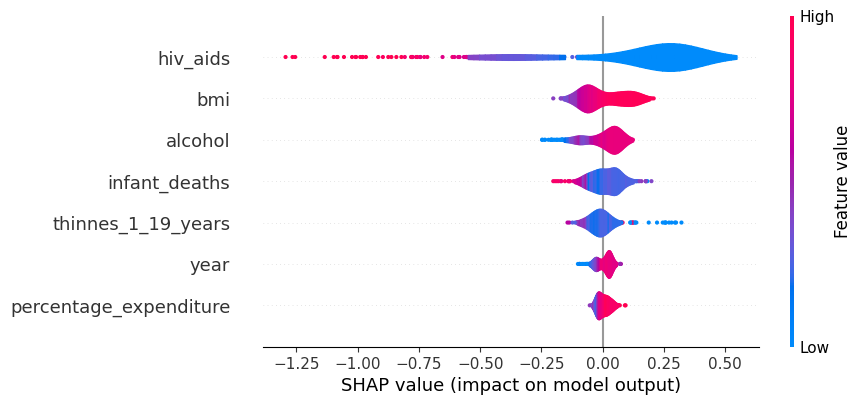 High
hiv_aids
bmi
alcohol
infant_deaths
thinnes_1_19_years
year
percentage_expenditure
Feature value
Low
−1.25 −1.00 −0.75 −0.50 −0.25 0.00 0.25 0.50
SHAP value (impact on model output)